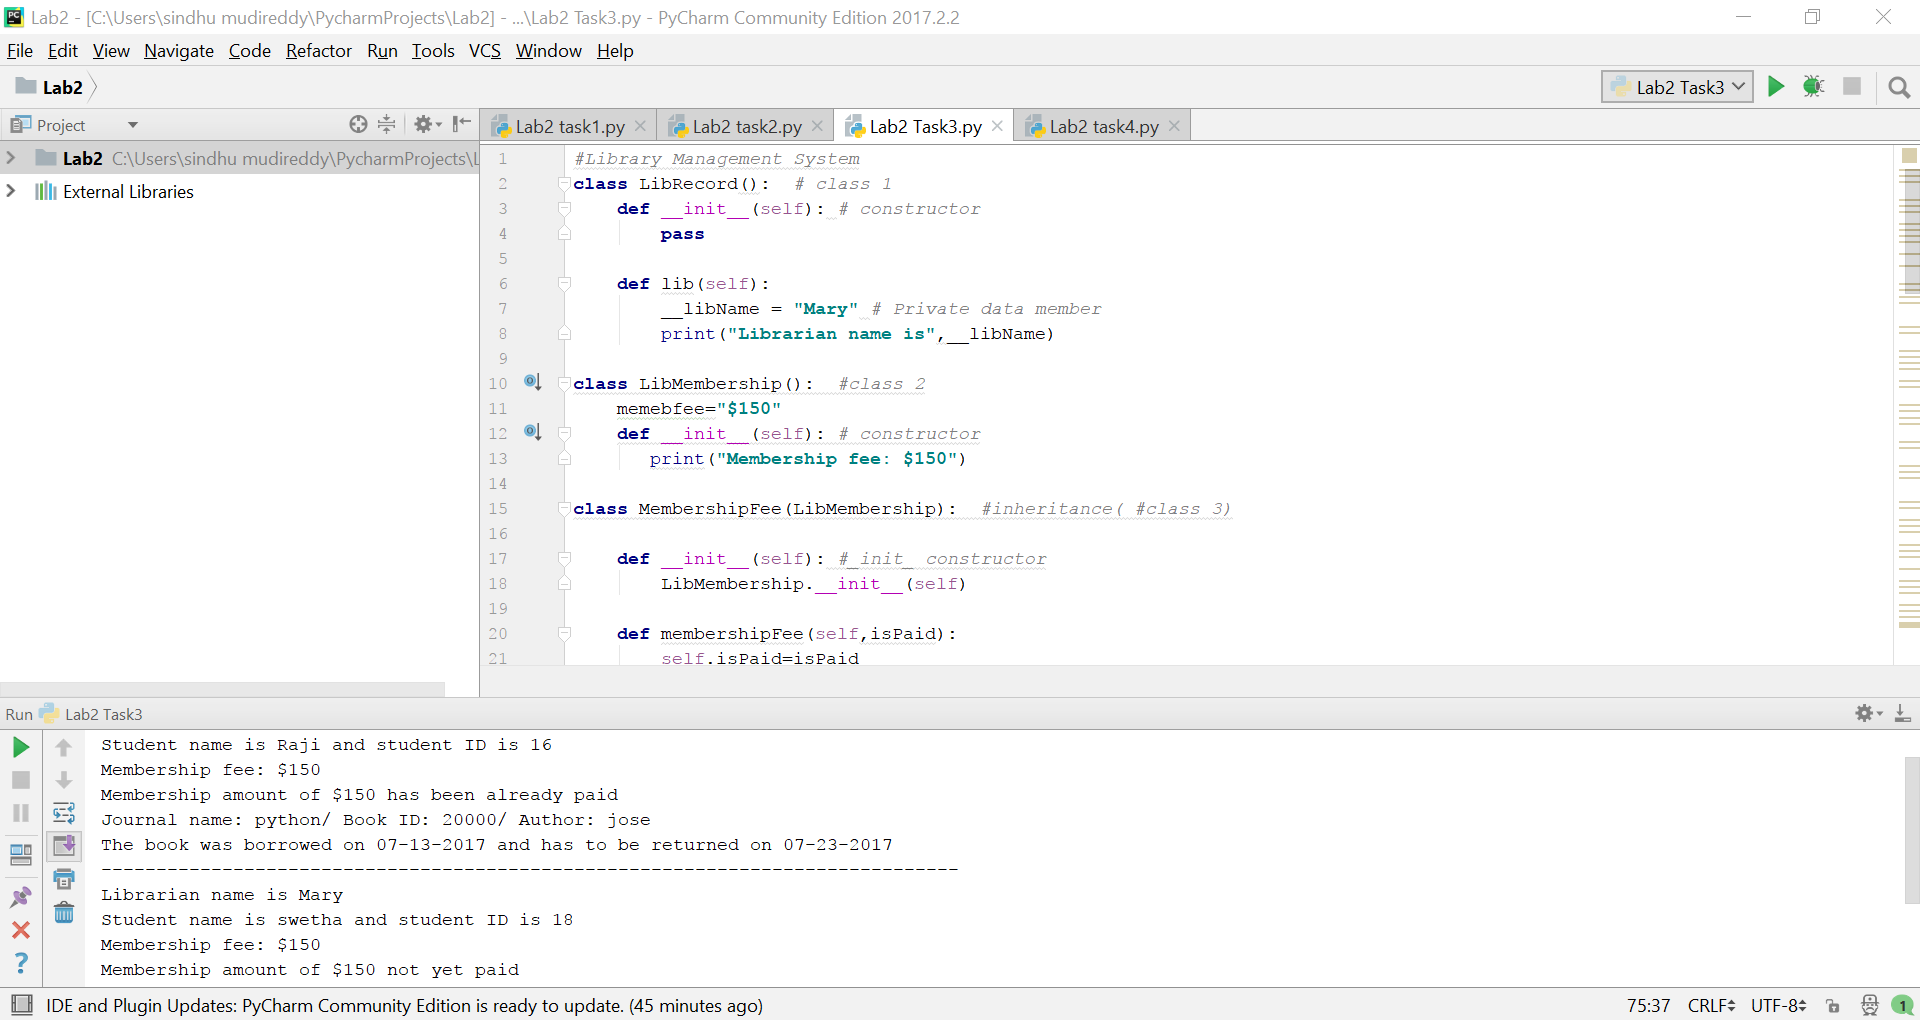 Lab2 - [C:\Users\sindhu mudireddy\PycharmProjects\Lab2] - ...\Lab2 Task3.py - PyCharm Community Edition 2017.2.2
File Edit View Navigate Code Refactor Run Tools VCS Window Help
Lab2
Lab2 Task3
Project
Lab2 task1.py Lab2 task2.py Lab2 Task3.py Lab2 task4.py
Lab2 C:\Users\sindhu mudireddy\PycharmProjects\L
External Libraries
1 #Library Management System
2 class LibRecord(): # class 1
3 def __init__(self): # constructor
4 pass
5
6 def lib(self):
7 __libName = "Mary" # Private data member
8 print("Librarian name is",__libName)
9
10 class LibMembership(): #class 2
11 memebfee="$150"
12 def __init__(self): # constructor
13 print("Membership fee: $150")
14
15 class MembershipFee(LibMembership): #inheritance( #class 3)
16
17 def __init__(self): #_init_ constructor
18 LibMembership.__init__(self)
19
20 def membershipFee(self,isPaid):
21 self.isPaid=isPaid
Run Lab2 Task3
Student name is Raji and student ID is 16
Membership fee: $150
Membership amount of $150 has been already paid
Journal name: python/ Book ID: 20000/ Author: jose
The book was borrowed on 07-13-2017 and has to be returned on 07-23-2017
------------------------------------------------------------------------------
Librarian name is Mary
Student name is swetha and student ID is 18
Membership fee: $150
Membership amount of $150 not yet paid
IDE and Plugin Updates: PyCharm Community Edition is ready to update. (45 minutes ago)
75:37 CRLF UTF-8 1